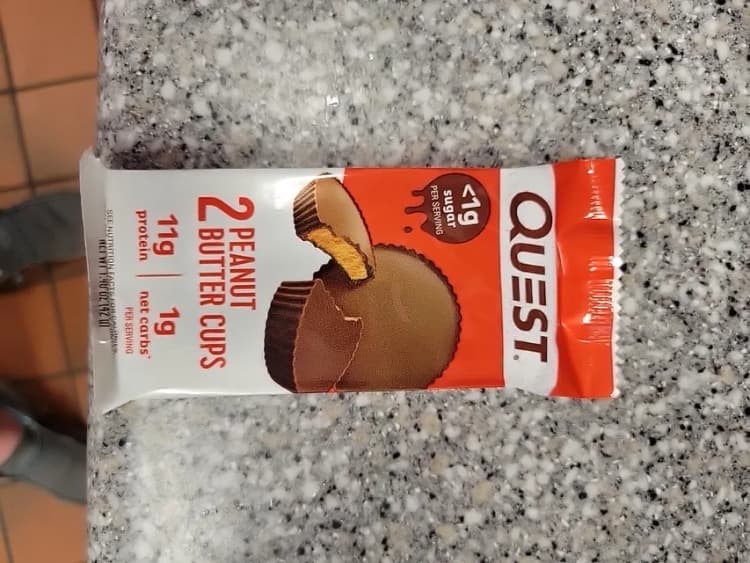 QUEST
<1g
sugar
PER SERVING
2 PEANUT
BUTTER CUPS
11g
protein
1g
net carbs*
PER SERVING